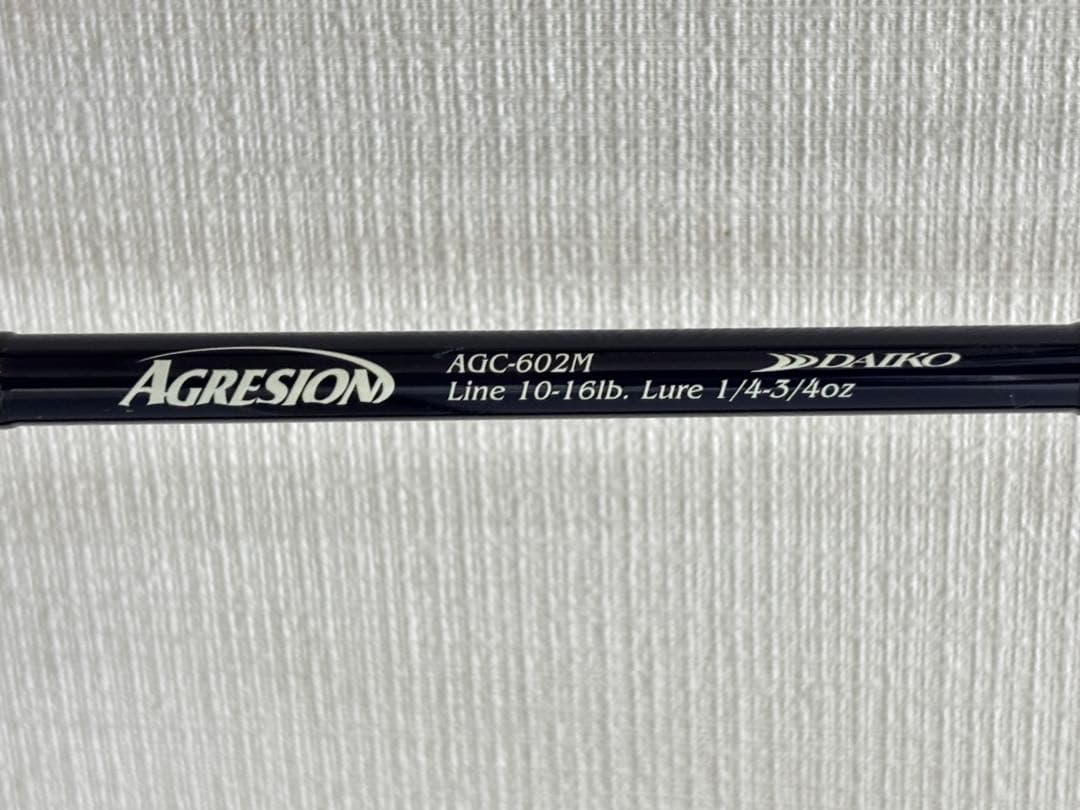 AGRESION
AGC-602M
DAIKO
Line 10-16lb. Lure 1/4-3/4oz